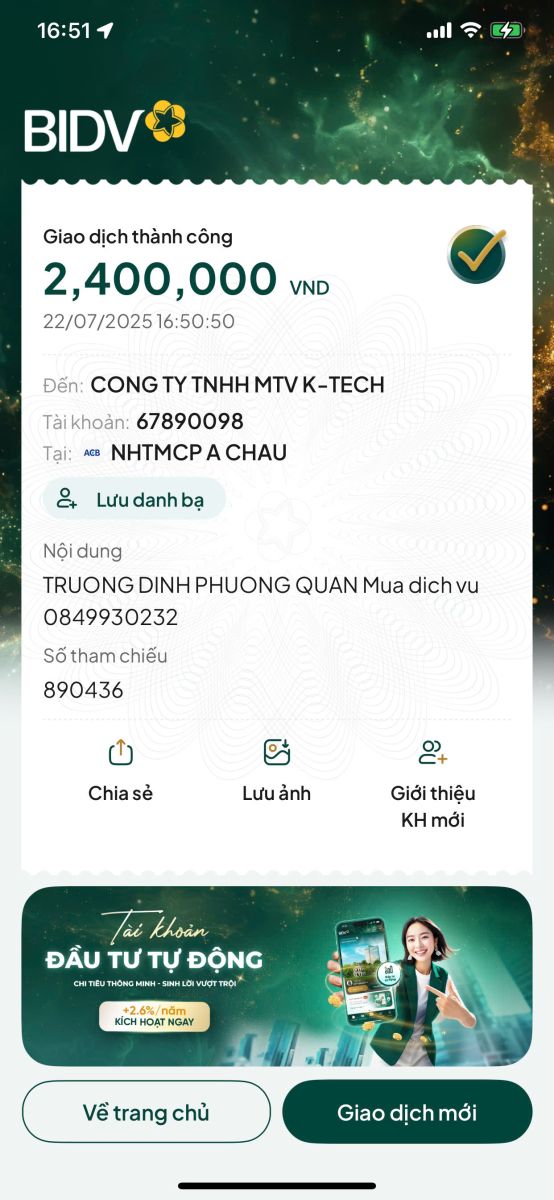 16:51
BIDV
Giao dịch thành công
2,400,000 VND
22/07/2025 16:50:50
Đến: CONG TY TNHH MTV K-TECH
Tài khoản: 67890098
Tại: ACB NHTMCP A CHAU
Lưu danh bạ
Nội dung
TRUONG DINH PHUONG QUAN Mua dich vu
0849930232
Số tham chiếu
890436
Chia sẻ
Lưu ảnh
Giới thiệu
KH mới
Tài khoản
ĐẦU TƯ TỰ ĐỘNG
CHI TIÊU THÔNG MINH - SINH LỜI VƯỢT TRỘI
+2.6%/năm
KÍCH HOẠT NGAY
BIDV
Về trang chủ
Giao dịch mới